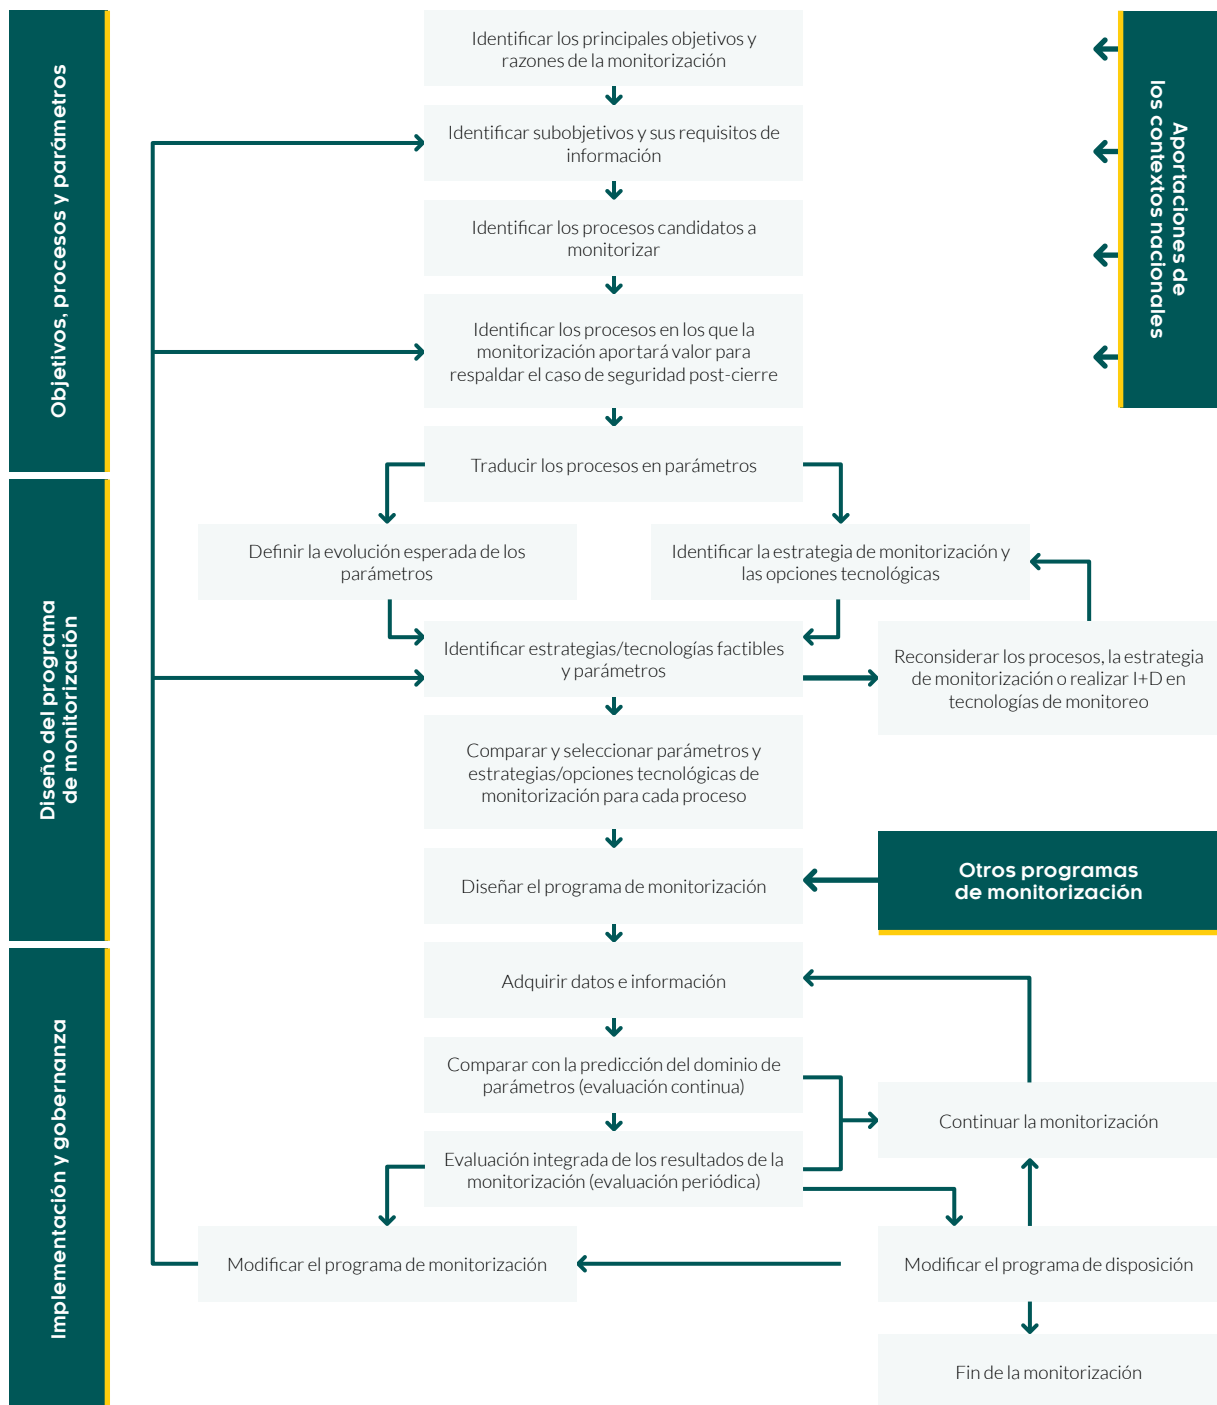 Objetivos, procesos y parámetros
Identificar los principales objetivos y
razones de la monitorización
Identificar subobjetivos y sus requisitos de
información
Identificar los procesos candidatos a
monitorizar
Identificar los procesos en los que la
monitorización aportará valor para
respaldar el caso de seguridad post-cierre
Traducir los procesos en parámetros
Aportaciones de
los contextos nacionales
Diseño del programa
de monitorización
Definir la evolución esperada de los
parámetros
Identificar la estrategia de monitorización y
las opciones tecnológicas
Identificar estrategias/tecnologías factibles
y parámetros
Reconsiderar los procesos, la estrategia
de monitorización o realizar I+D en
tecnologías de monitoreo
Comparar y seleccionar parámetros y
estrategias/opciones tecnológicas de
monitorización para cada proceso
Diseñar el programa de monitorización
Otros programas
de monitorización
Implementación y gobernanza
Adquirir datos e información
Comparar con la predicción del dominio de
parámetros (evaluación continua)
Continuar la monitorización
Evaluación integrada de los resultados de la
monitorización (evaluación periódica)
Modificar el programa de monitorización
Modificar el programa de disposición
Fin de la monitorización